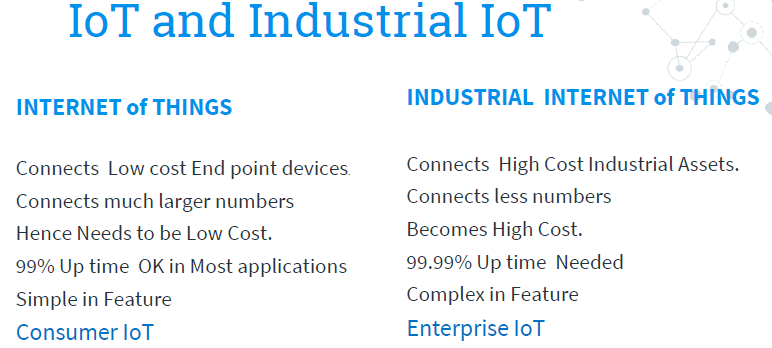 IoT and Industrial IoT
INTERNET of THINGS
Connects Low cost End point devices.
Connects much larger numbers
Hence Needs to be Low Cost.
99% Up time OK in Most applications
Simple in Feature
Consumer IoT
INDUSTRIAL INTERNET of THINGS
Connects High Cost Industrial Assets.
Connects less numbers
Becomes High Cost.
99.99% Up time Needed
Complex in Feature
Enterprise IoT